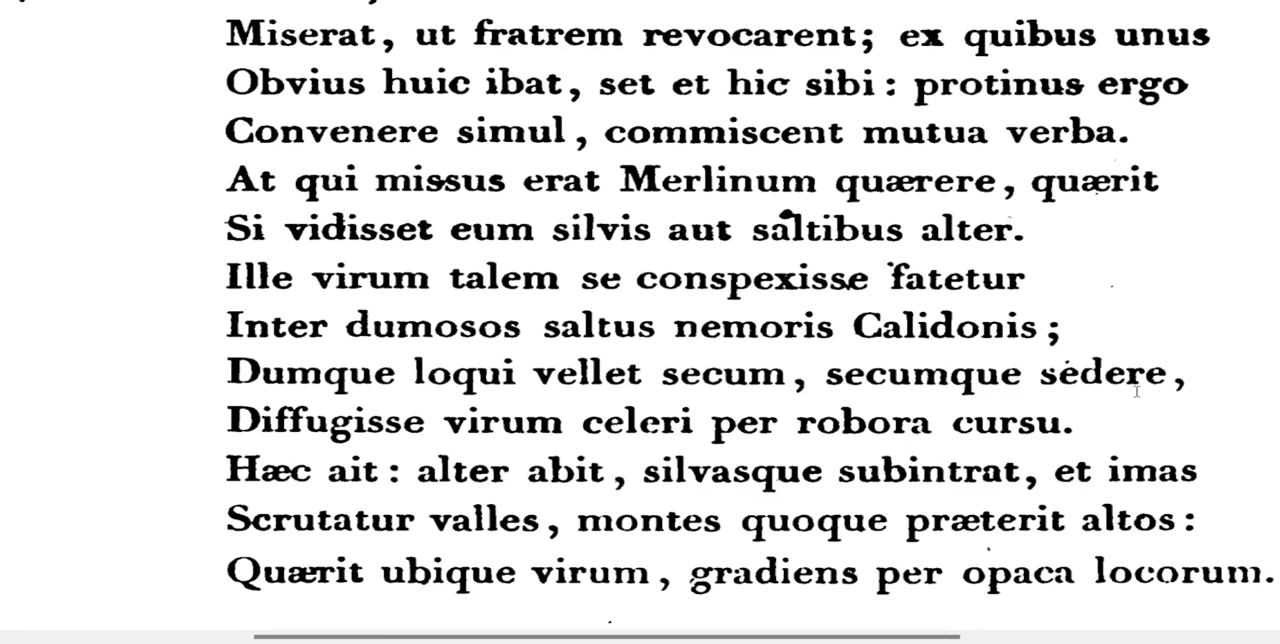 Miserat, ut fratrem revocarent; ex quibus unus
Obvius huic ibat, set et hic sibi: protinus ergo
Convenere simul, commiscent mutua verba.
At qui missus erat Merlinum quærere, quærit
Si vidisset eum silvis aut saltibus alter.
Ille virum talem se conspexisse fatetur
Inter dumosos saltus nemoris Calidonis;
Dumque loqui vellet secum, secumque sedere,
Diffugisse virum celeri per robora cursu.
Hæc ait: alter abit, silvasque subintrat, et imas
Scrutatur valles, montes quoque præterit altos:
Quærit ubique virum, gradiens per opaca locorum.